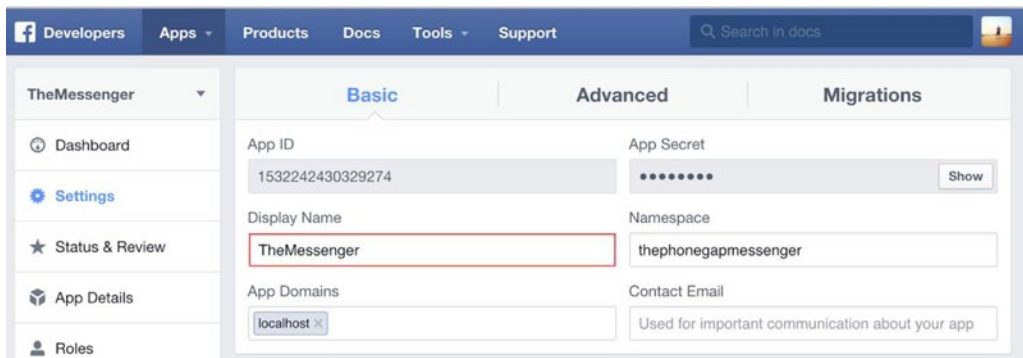 Developers Apps Products Docs Tools Support Search in docs
TheMessenger
Dashboard
Settings
Status & Review
App Details
Roles
Basic Advanced Migrations
App ID App Secret
1532242430329274 •••••••• Show
Display Name Namespace
TheMessenger thephonegapmessenger
App Domains Contact Email
localhost × Used for important communication about your app